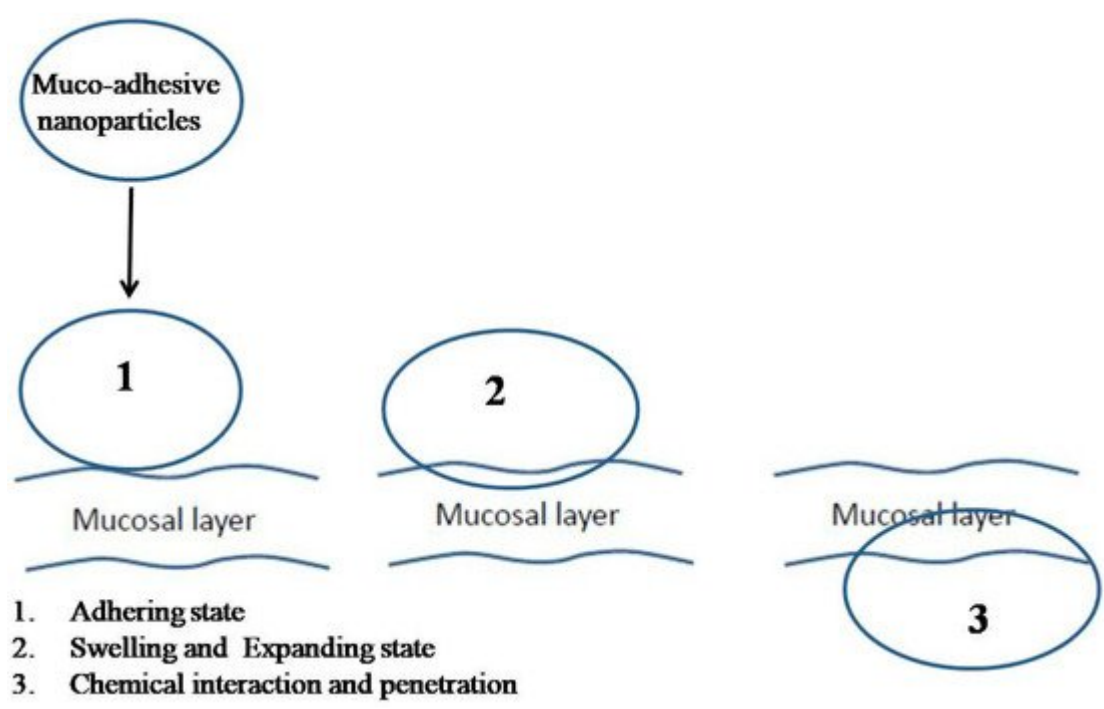 Muco-adhesive
nanoparticles
1
2
3
Mucosal layer
Mucosal layer
Mucosal layer
1. Adhering state
2. Swelling and Expanding state
3. Chemical interaction and penetration